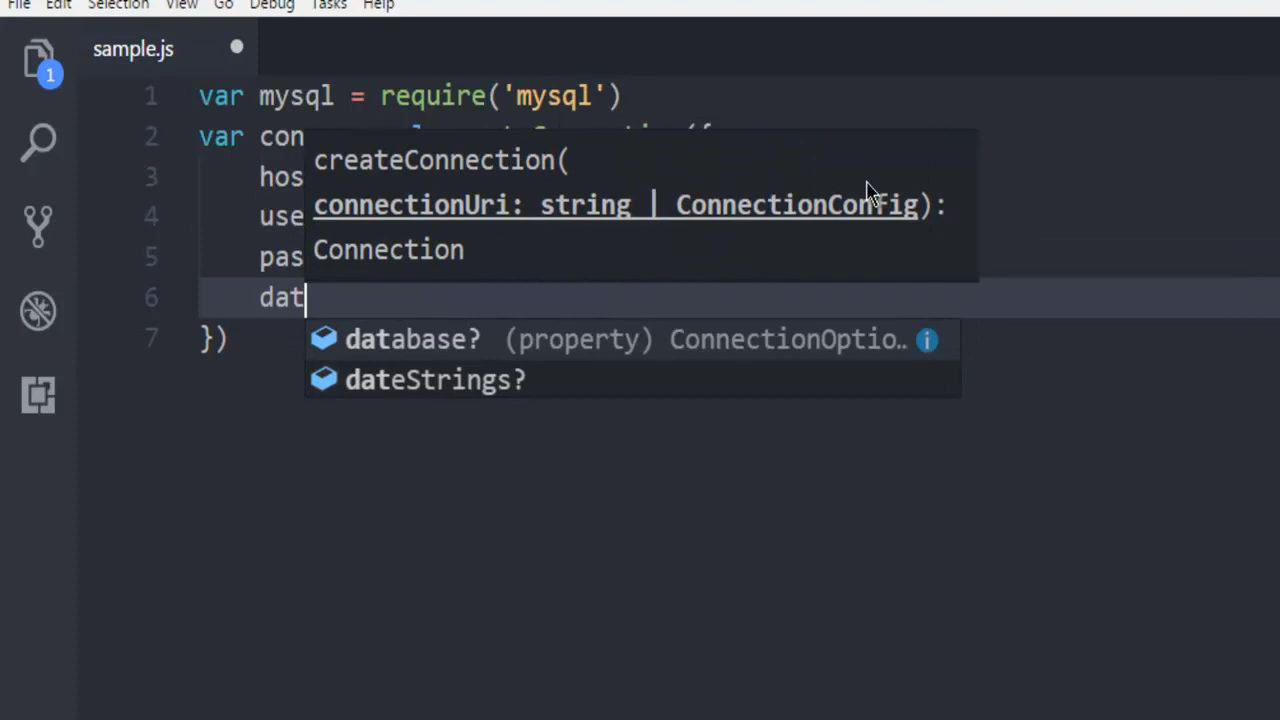 File Edit Selection View Go Debug Tasks Help
sample.js
1
1 var mysql = require('mysql')
2 var con
createConnection(
3 hos
connectionUri: string | ConnectionConfig):
4 use
5 pas
Connection
6 dat
7 })
database? (property) ConnectionOptio..
dateStrings?